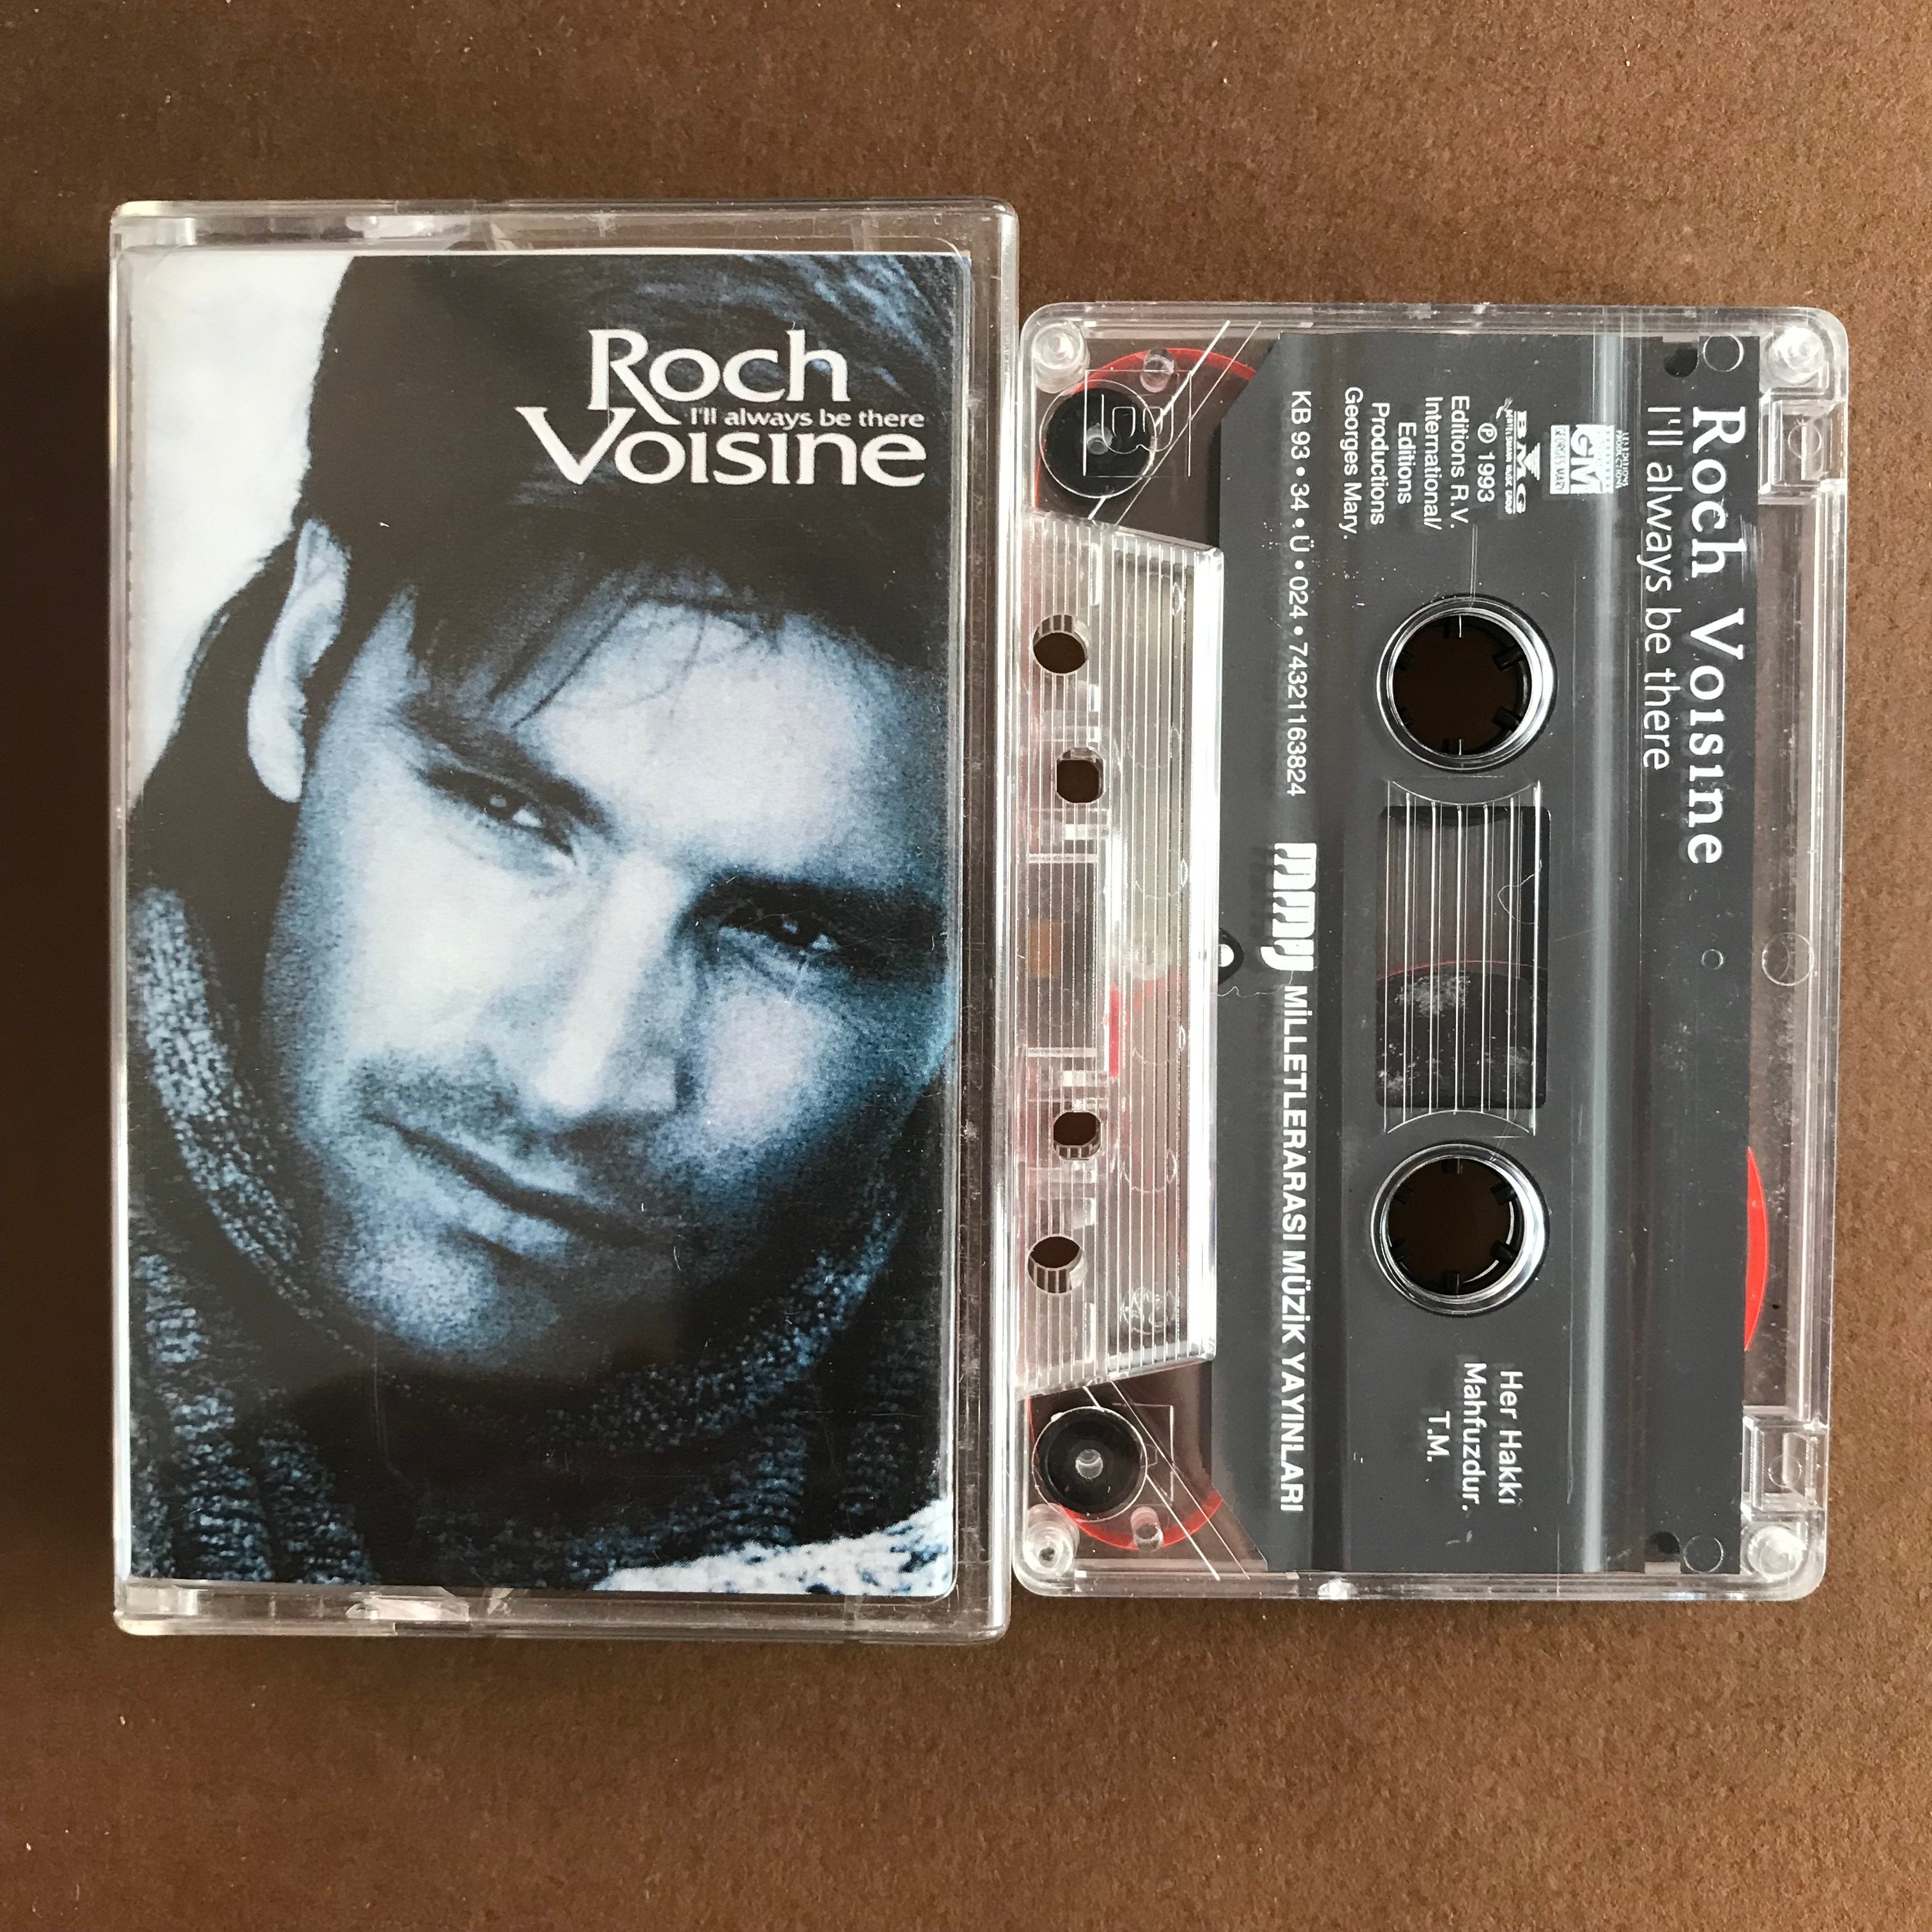 Roch
I'll always be there
Voisine
Roch Voisine
I'll always be there
GM
BMG
℗ 1993
Editions R.V.
International/
Editions
Productions
Georges Mary.
KB 93 • 34 • Ü • 024 • 74321163824
Her Hakkı
Mahfuzdur.
T.M.
MMY MİLLETLERARASI MÜZİK YAYINLARI